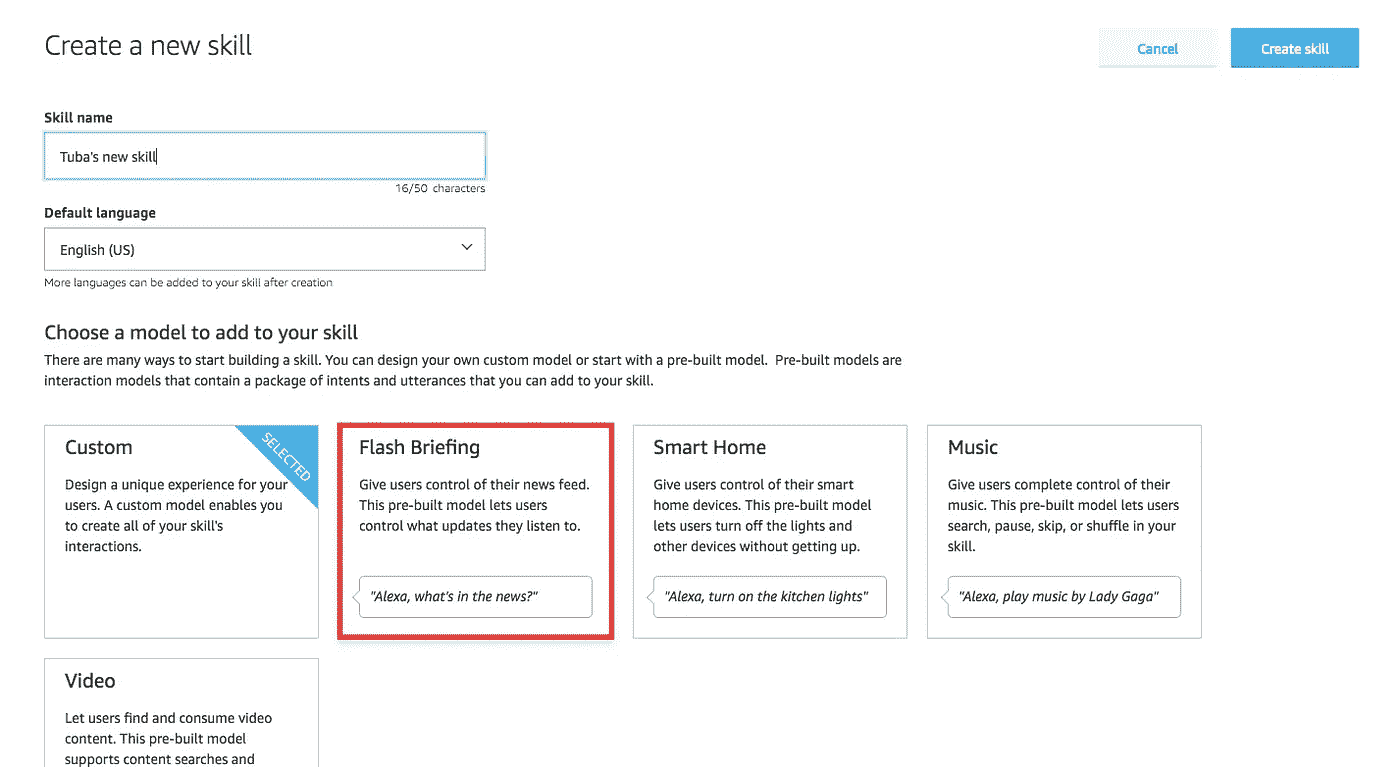 Create a new skill
Cancel
Create skill
Skill name
Tuba's new skill
16/50 characters
Default language
English (US)
More languages can be added to your skill after creation
Choose a model to add to your skill
There are many ways to start building a skill. You can design your own custom model or start with a pre-built model. Pre-built models are
interaction models that contain a package of intents and utterances that you can add to your skill.
Custom
SELECTED
Design a unique experience for your
users. A custom model enables you
to create all of your skill's
interactions.
Flash Briefing
Give users control of their news feed.
This pre-built model lets users
control what updates they listen to.
"Alexa, what's in the news?"
Smart Home
Give users control of their smart
home devices. This pre-built model
lets users turn off the lights and
other devices without getting up.
"Alexa, turn on the kitchen lights"
Music
Give users complete control of their
music. This pre-built model lets users
search, pause, skip, or shuffle in your
skill.
"Alexa, play music by Lady Gaga"
Video
Let users find and consume video
content. This pre-built model
supports content searches and